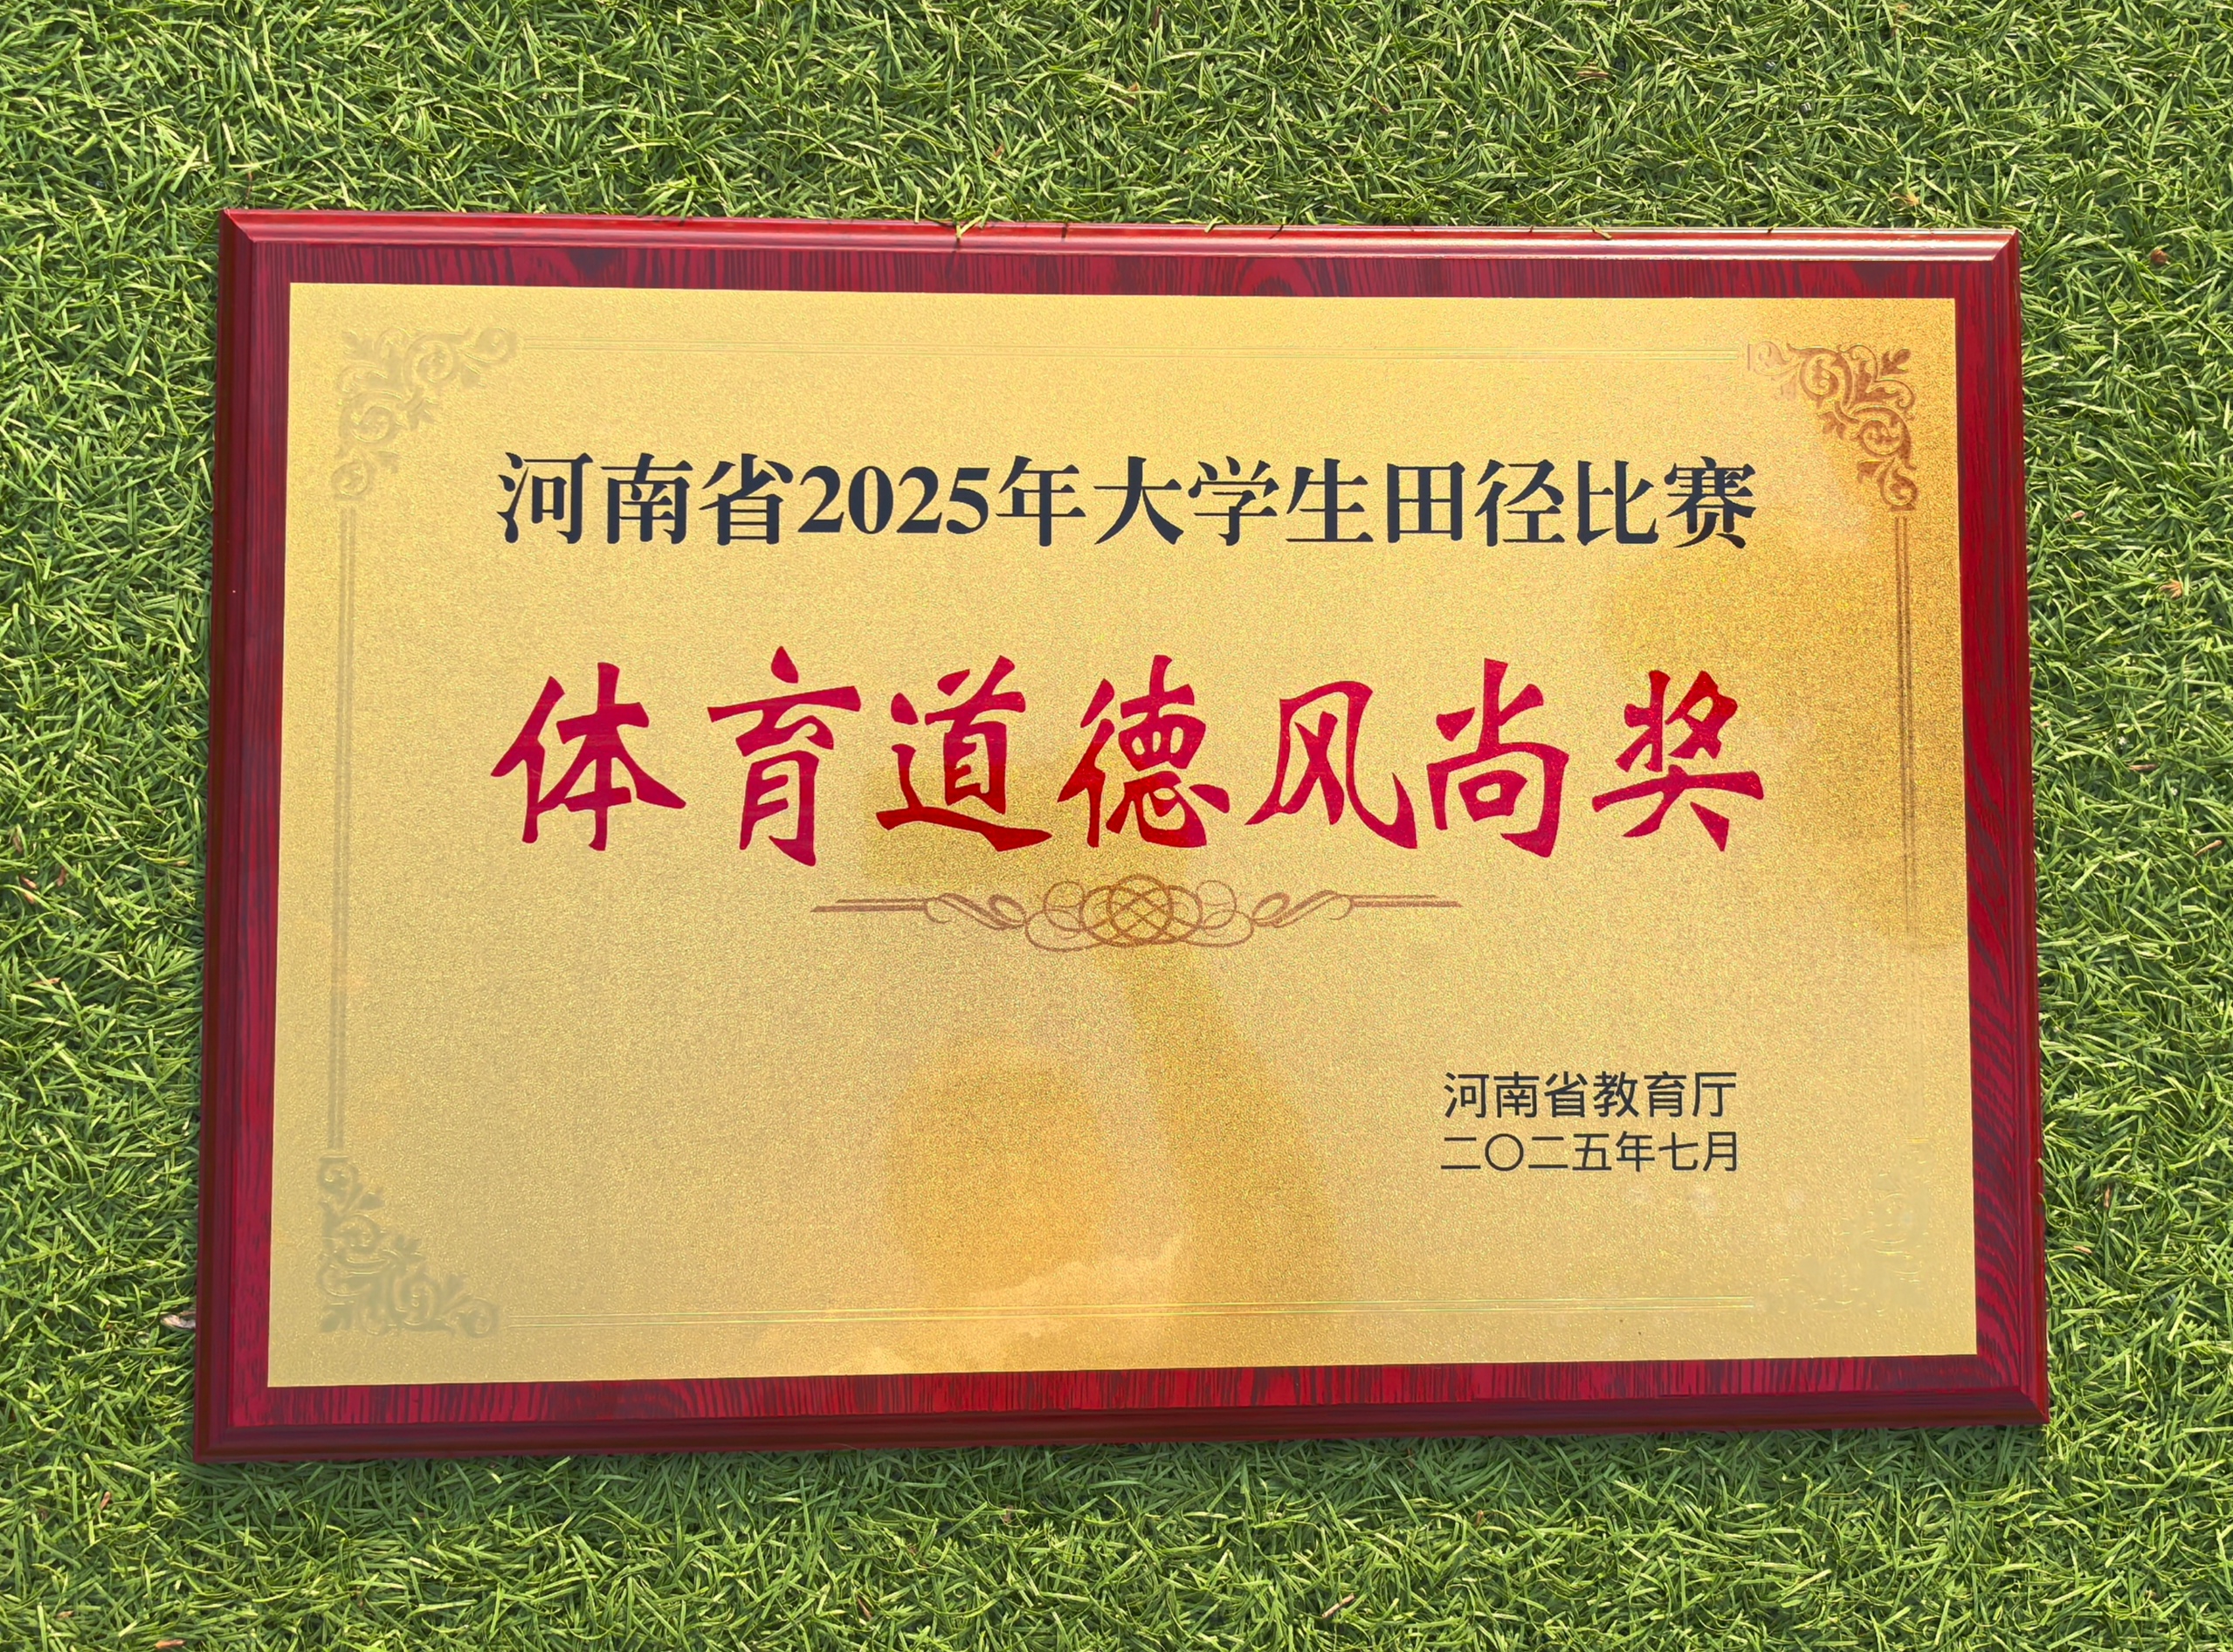 河南省2025年大学生田径比赛
体育道德风尚奖
河南省教育厅
二〇二五年七月